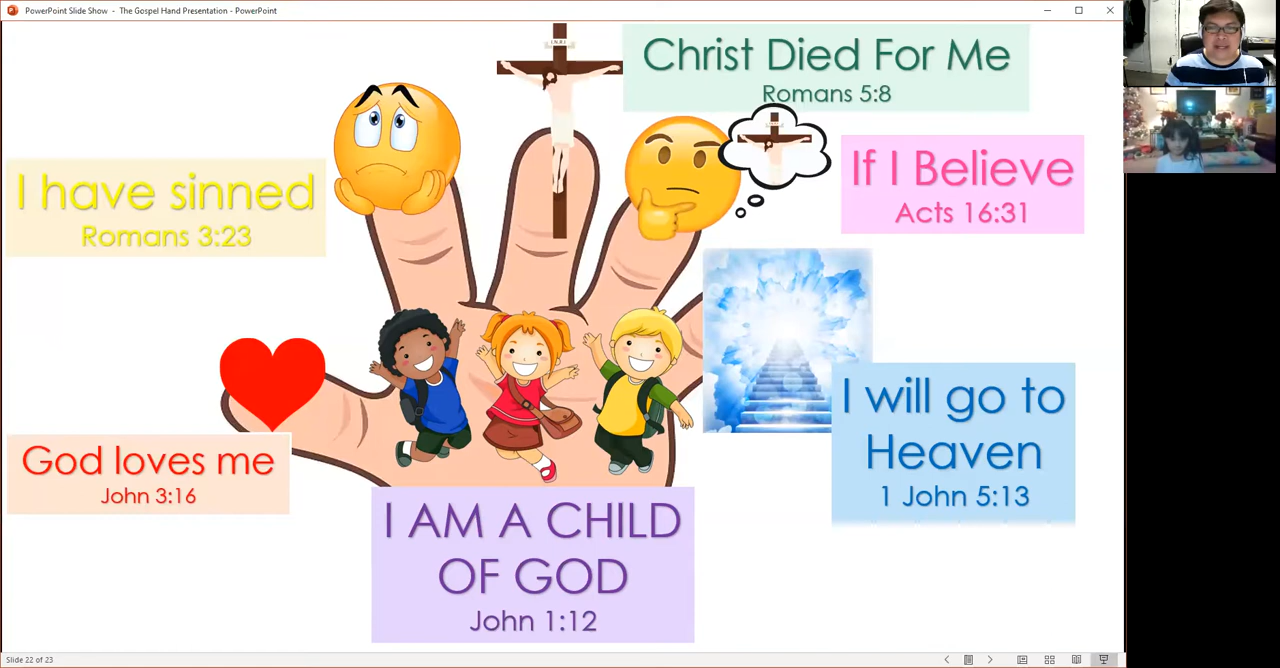 PowerPoint Slide Show - The Gospel Hand Presentation - PowerPoint
I.N.R.I
Christ Died For Me
Romans 5:8
If I Believe
Acts 16:31
I have sinned
Romans 3:23
I will go to
Heaven
1 John 5:13
God loves me
John 3:16
I AM A CHILD
OF GOD
John 1:12
Slide 22 of 23